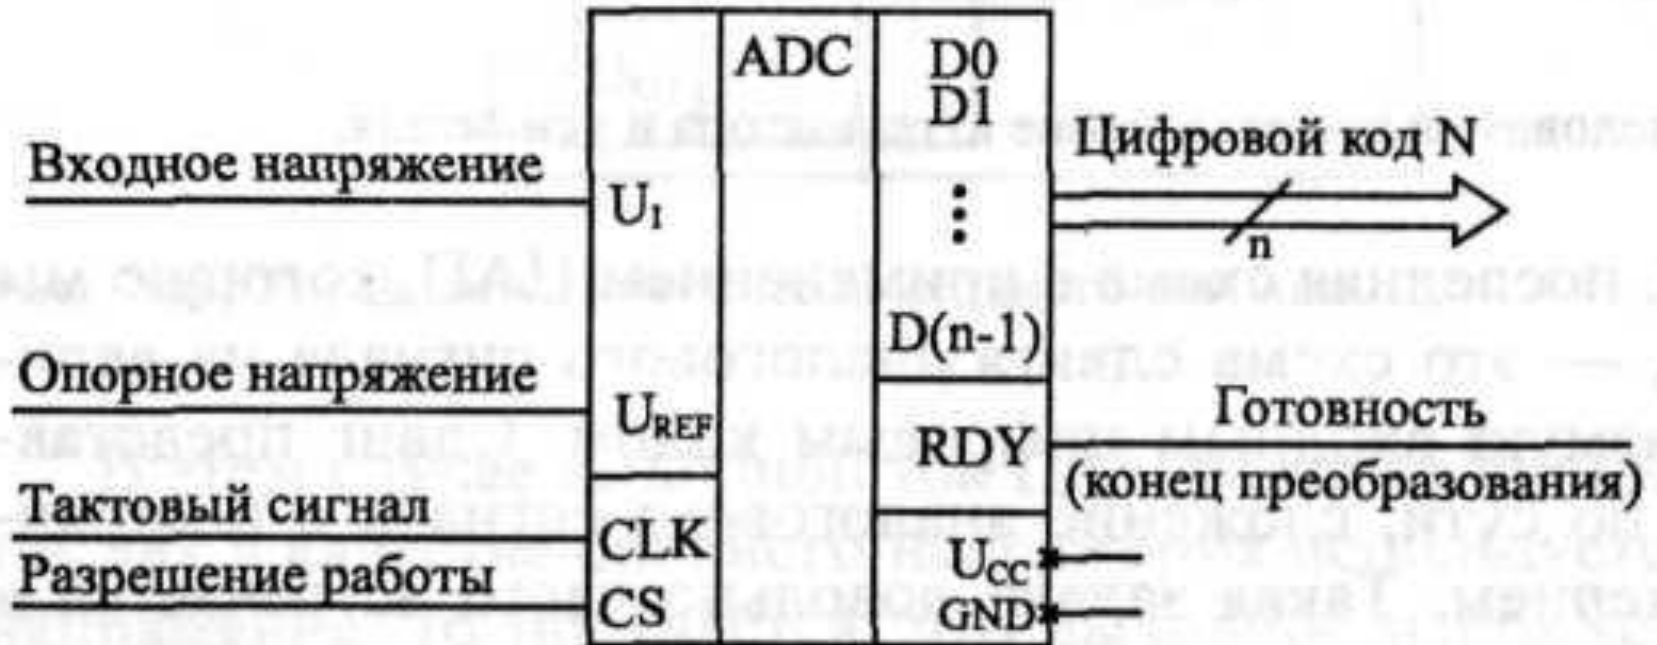 ADC
D0
D1
D(n-1)
Входное напряжение
U₁
Цифровой код N
n
Опорное напряжение
U_REF
Готовность
RDY
(конец преобразования)
Тактовый сигнал
CLK
Разрешение работы
CS
U_CC
GND